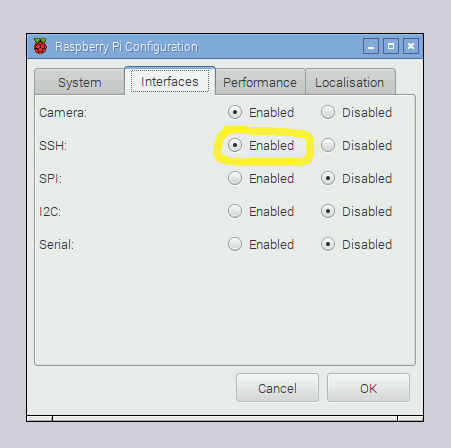 Raspberry Pi Configuration
System Interfaces Performance Localisation
Camera: Enabled Disabled
SSH: Enabled Disabled
SPI: Enabled Disabled
I2C: Enabled Disabled
Serial: Enabled Disabled
Cancel OK